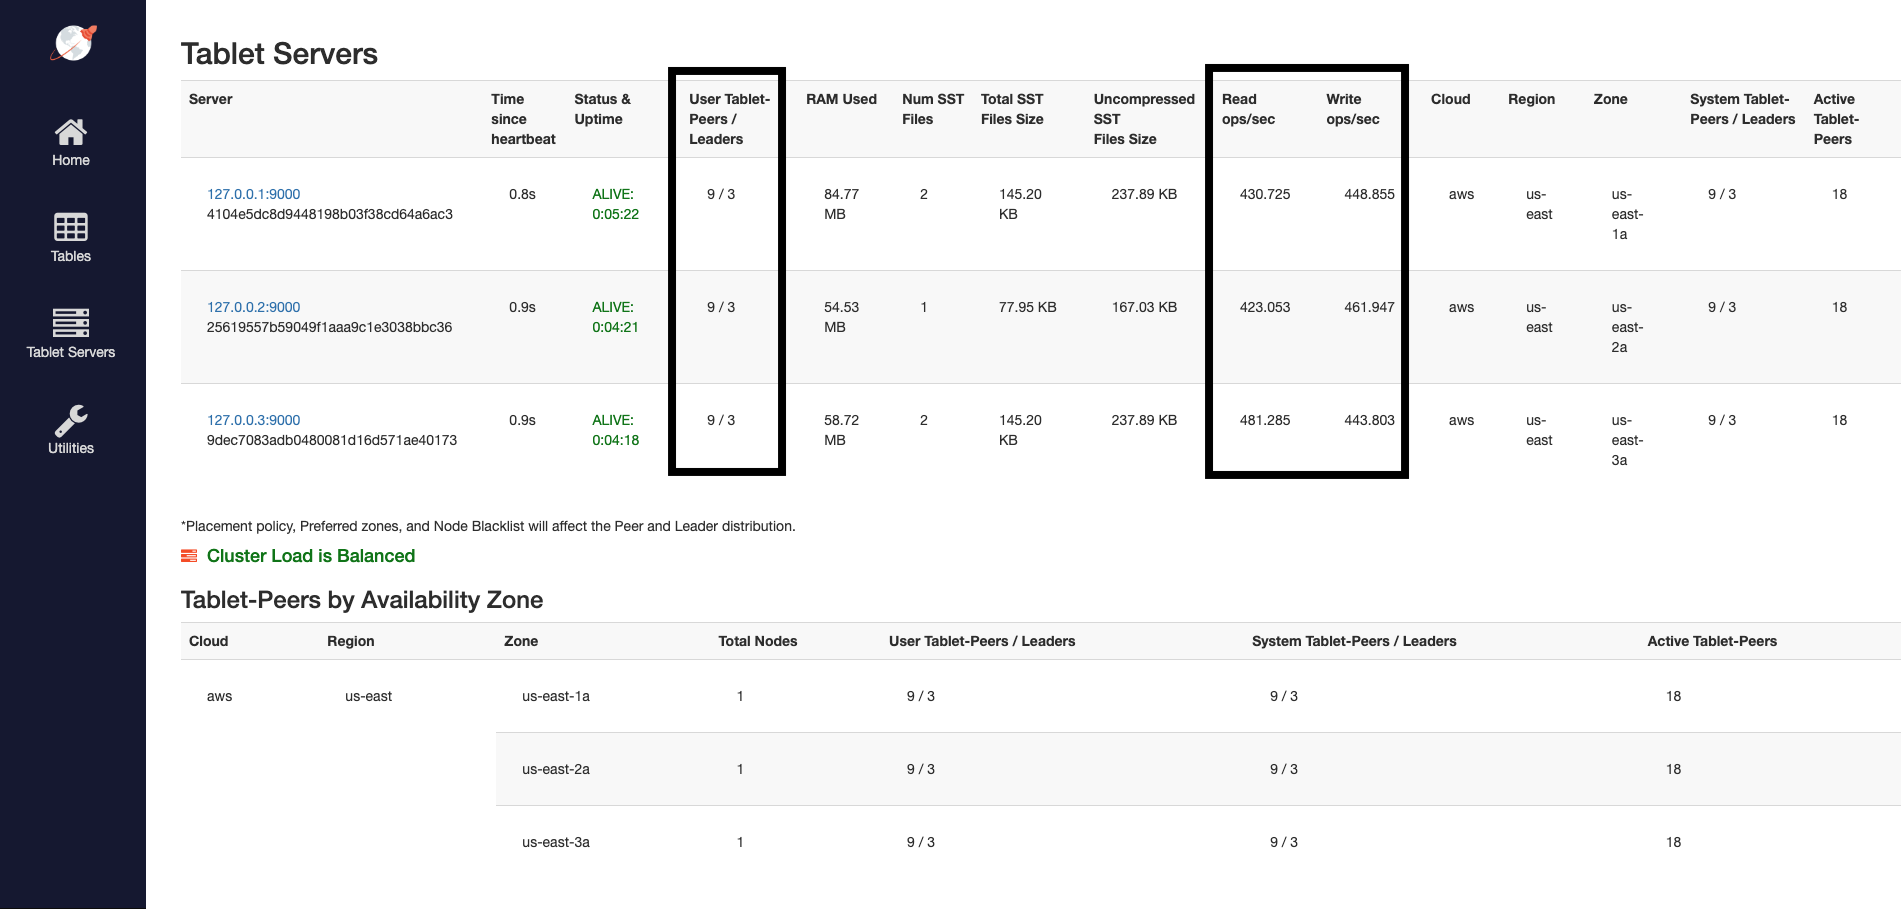 Home
Tables
Tablet Servers
Utilities
Tablet Servers
Server Time since heartbeat Status & Uptime User Tablet-Peers / Leaders RAM Used Num SST Files Total SST Files Size Uncompressed SST Files Size Read ops/sec Write ops/sec Cloud Region Zone System Tablet-Peers / Leaders Active Tablet-Peers
127.0.0.1:9000 0.8s ALIVE: 9 / 3 84.77 2 145.20 237.89 KB 430.725 448.855 aws us- us- 9 / 3 18
4104e5dc8d9448198b03f38cd64a6ac3 0:05:22 MB KB east east-
1a
127.0.0.2:9000 0.9s ALIVE: 9 / 3 54.53 1 77.95 KB 167.03 KB 423.053 461.947 aws us- us- 9 / 3 18
25619557b59049f1aaa9c1e3038bbc36 0:04:21 MB east east-
2a
127.0.0.3:9000 0.9s ALIVE: 9 / 3 58.72 2 145.20 237.89 KB 481.285 443.803 aws us- us- 9 / 3 18
9dec7083adb0480081d16d571ae40173 0:04:18 MB KB east east-
3a
*Placement policy, Preferred zones, and Node Blacklist will affect the Peer and Leader distribution.
Cluster Load is Balanced
Tablet-Peers by Availability Zone
Cloud Region Zone Total Nodes User Tablet-Peers / Leaders System Tablet-Peers / Leaders Active Tablet-Peers
aws us-east us-east-1a 1 9 / 3 9 / 3 18
us-east-2a 1 9 / 3 9 / 3 18
us-east-3a 1 9 / 3 9 / 3 18